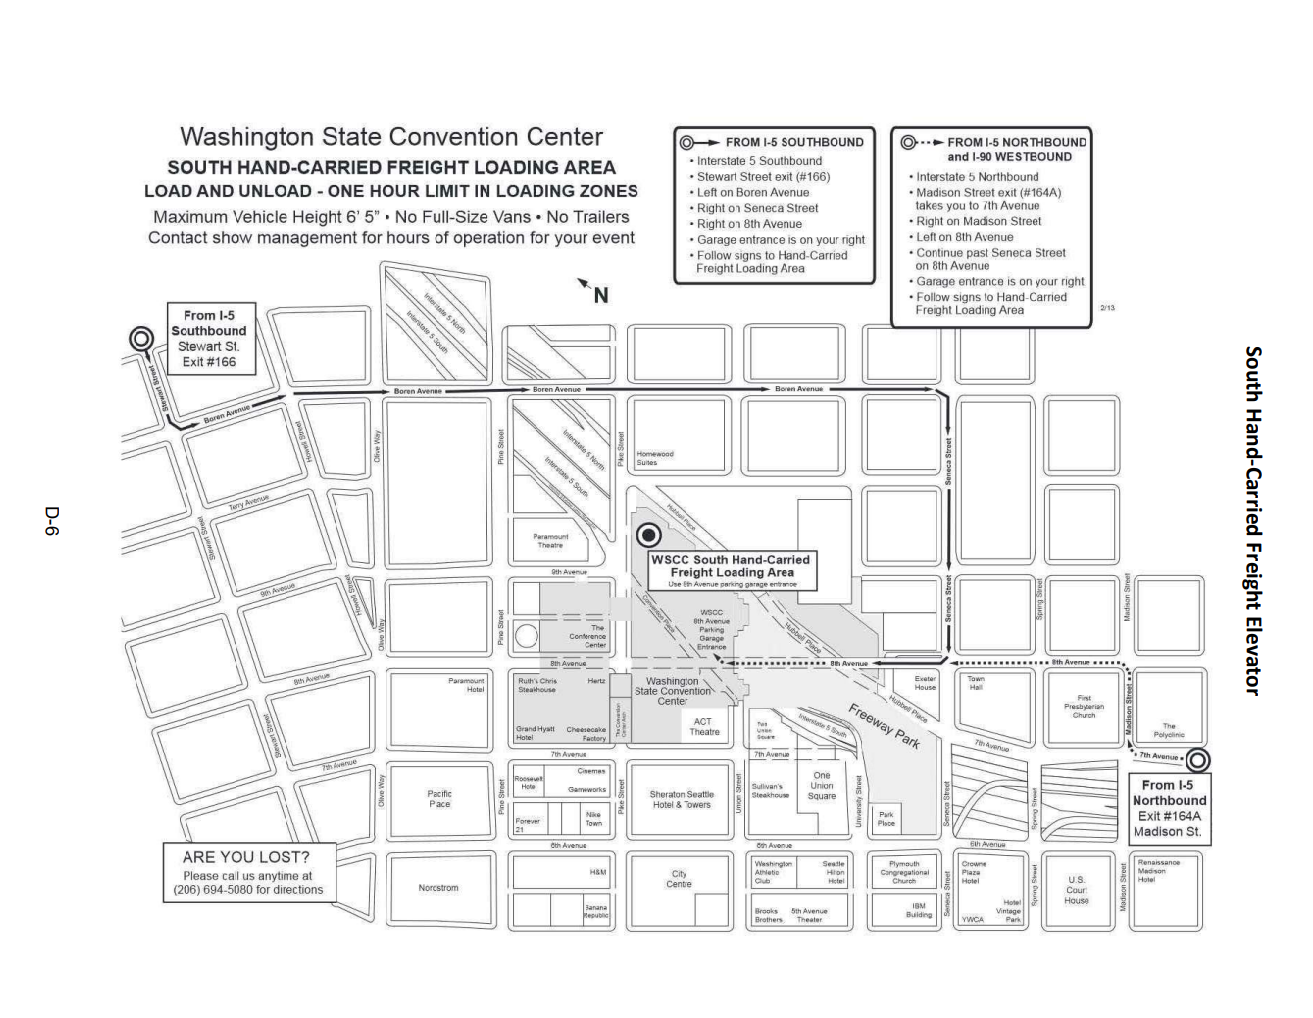 Washington State Convention Center
SOUTH HAND-CARRIED FREIGHT LOADING AREA
LOAD AND UNLOAD - ONE HOUR LIMIT IN LOADING ZONES
Maximum Vehicle Height 6' 5" • No Full-Size Vans • No Trailers
Contact show management for hours of operation for your event
FROM I-5 SOUTHBOUND
• Interstate 5 Southbound
• Stewart Street exit (#166)
• Left on Boren Avenue
• Right on Seneca Street
• Right on 8th Avenue
• Garage entrance is on your right
• Follow signs to Hand-Carried
Freight Loading Area
FROM I-5 NORTHBOUND
and I-90 WESTBOUND
• Interstate 5 Northbound
• Madison Street exit (#164A)
takes you to 7th Avenue
• Right on Madison Street
• Left on 8th Avenue
• Continue past Seneca Street
on 8th Avenue
• Garage entrance is on your right
• Follow signs to Hand-Carried
Freight Loading Area
2/13
N
From I-5
Southbound
Stewart St.
Exit #166
Interstate 5 North
Interstate 5 South
Stewart Street
Boren Avenue
Boren Avenue
Boren Avenue
Boren Avenue
Howell Street
Olive Way
Pine Street
Interstate 5 North
Interstate 5 South
Pike Street
Homewood
Suites
Seneca Street
South Hand-Carried Freight Elevator
D-6
Terry Avenue
Stewart Street
Hubbell Place
Paramount
Theatre
9th Avenue
WSCC South Hand-Carried
Freight Loading Area
Use 8th Avenue parking garage entrance
9th Avenue
Howell Street
Olive Way
Pine Street
The
Conference
Center
Convention Place
WSCC
8th Avenue
Parking
Garage
Entrance
Hubbell Place
Seneca Street
Spring Street
Madison Street
8th Avenue
8th Avenue
8th Avenue
8th Avenue
Paramount
Hotel
Ruth's Chris
Steakhouse
Hertz
Washington
State Convention
Center
Exeter
House
Town
Hall
First
Presbyterian
Church
Madison Street
The
Polyclinic
Stewart Street
Grand Hyatt
Hotel
Cheesecake
Factory
The Convention
Center Arch
ACT
Theatre
Two
Union
Square
Interstate 5 South
Freeway Park
Hubbell Place
7th Avenue
7th Avenue
7th Avenue
7th Avenue
7th Avenue
From I-5
Northbound
Exit #164A
Madison St.
Olive Way
Pacific
Place
Pine Street
Roosevelt
Hotel
Cinemas
Gameworks
Forever
21
Nike
Town
Pike Street
Sheraton Seattle
Hotel & Towers
Union Street
Sullivan's
Steakhouse
One
Union
Square
University Street
Park
Place
Seneca Street
Spring Street
6th Avenue
6th Avenue
6th Avenue
ARE YOU LOST?
Please call us anytime at
(206) 694-5080 for directions
Nordstrom
H&M
Banana
Republic
City
Centre
Washington
Athletic
Club
Seattle
Hilton
Hotel
Brooks
Brothers
5th Avenue
Theater
Plymouth
Congregational
Church
IBM
Building
Seneca Street
Crowne
Plaza
Hotel
Hotel
Vintage
Park
YWCA
Spring Street
U.S.
Court
House
Madison Street
Renaissance
Madison
Hotel